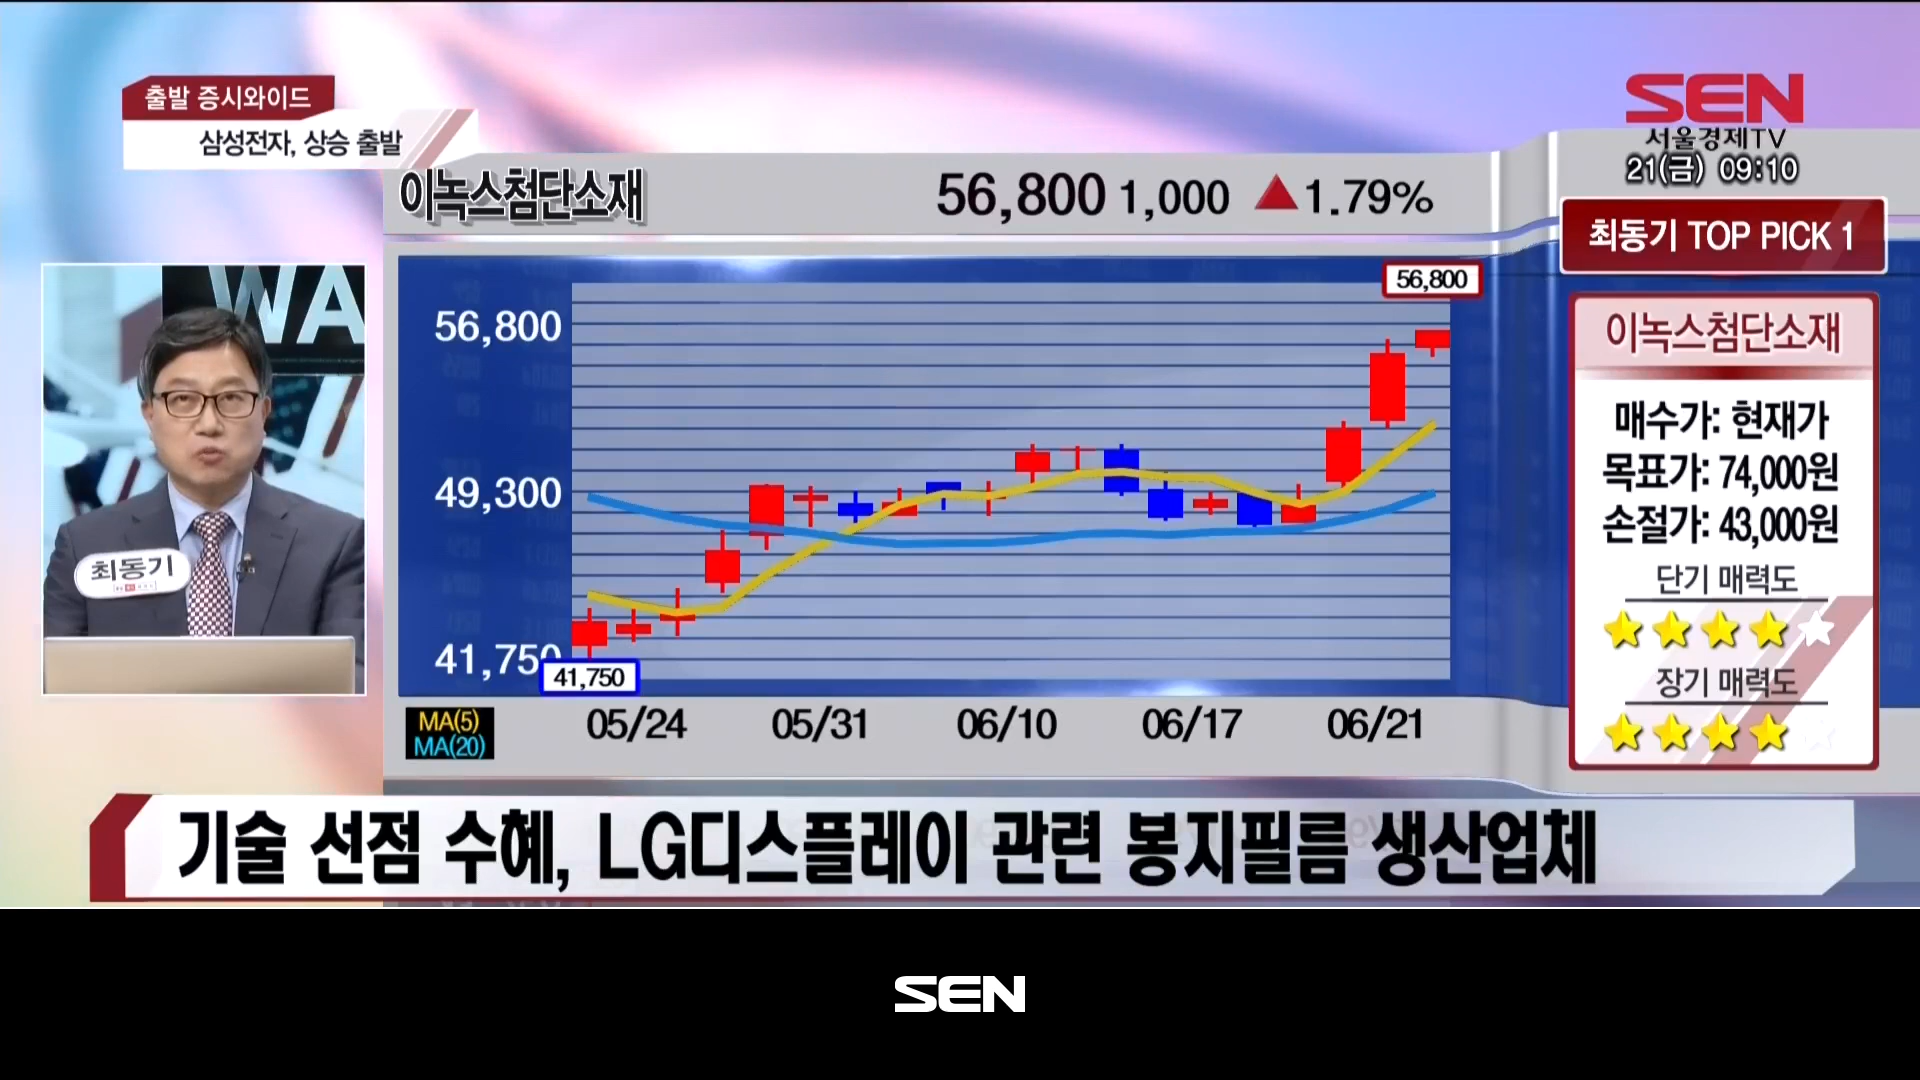 출발 증시와이드
삼성전자, 상승 출발
SEN
서울경제TV
21(금) 09:10
이녹스첨단소재
56,800 1,000 ▲1.79%
최동기 TOP PICK 1
WA
56,800
56,800
49,300
41,750
41,750
MA(5)
MA(20)
05/24 05/31 06/10 06/17 06/21
이녹스첨단소재
매수가: 현재가
목표가: 74,000원
손절가: 43,000원
단기 매력도
장기 매력도
최동기
기술 선점 수혜, LG디스플레이 관련 봉지필름 생산업체
SEN